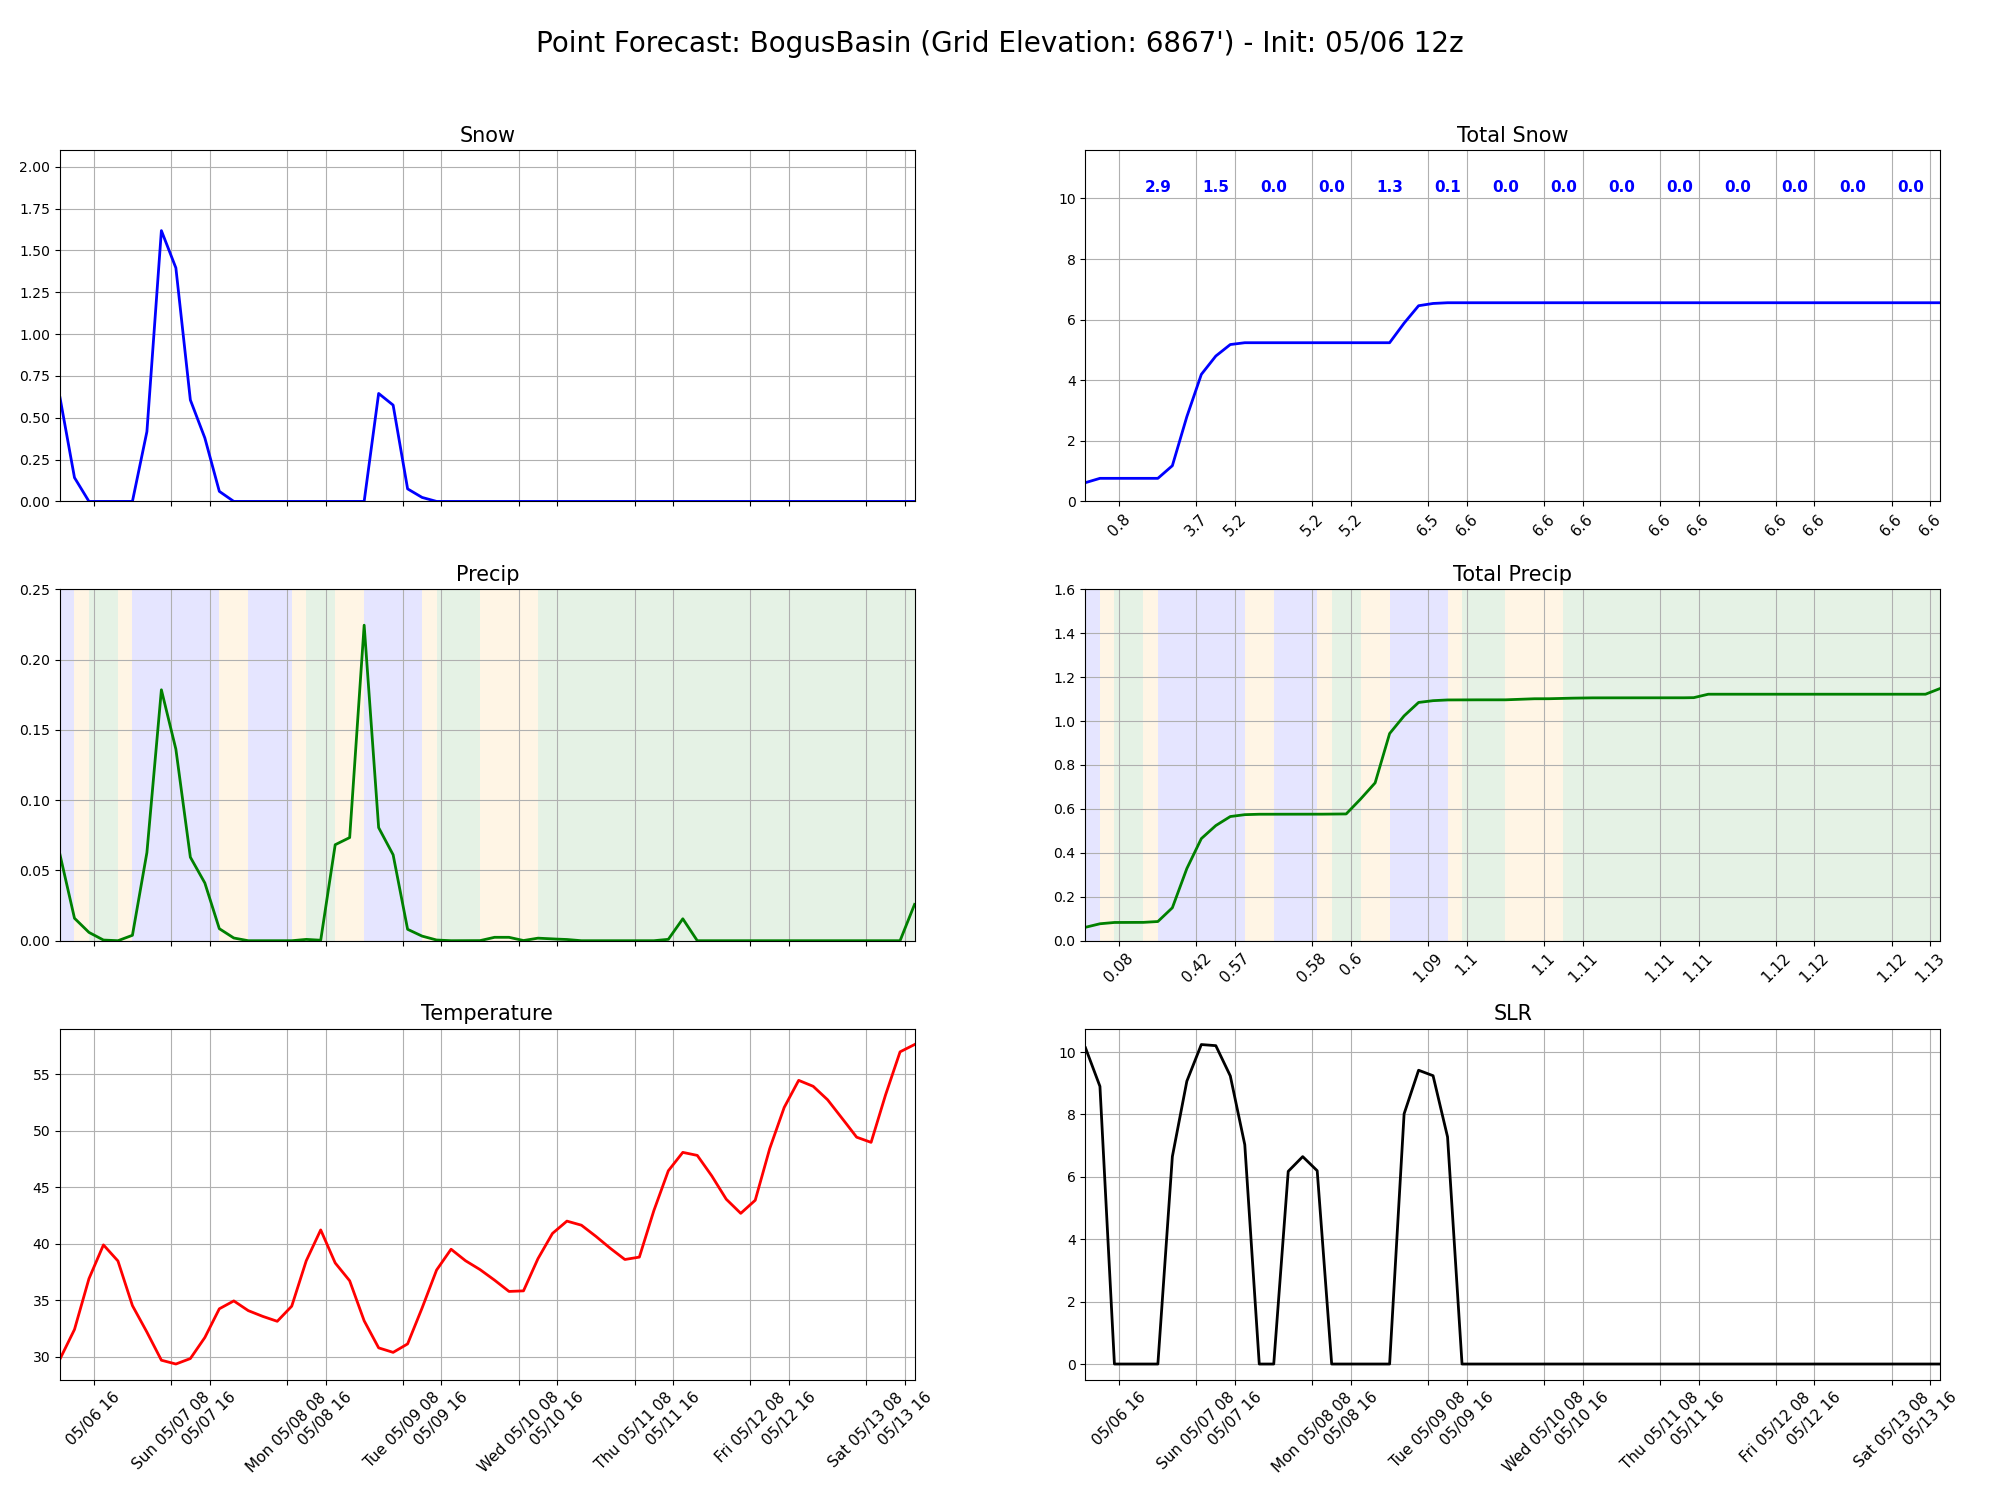 Point Forecast: BogusBasin (Grid Elevation: 6867') - Init: 05/06 12z
Snow
2.00
1.75
1.50
1.25
1.00
0.75
0.50
0.25
0.00
Total Snow
2.9 1.5 0.0 0.0 1.3 0.1 0.0 0.0 0.0 0.0 0.0 0.0 0.0 0.0
10
8
6
4
2
0
0.8 3.7 5.2 5.2 5.2 6.5 6.6 6.6 6.6 6.6 6.6 6.6 6.6 6.6 6.6
Precip
0.25
0.20
0.15
0.10
0.05
0.00
Total Precip
1.6
1.4
1.2
1.0
0.8
0.6
0.4
0.2
0.0
0.08 0.42 0.57 0.58 0.6 1.09 1.1 1.1 1.11 1.11 1.11 1.12 1.12 1.12 1.13
Temperature
55
50
45
40
35
30
05/06 16
Sun 05/07 08
05/07 16
Mon 05/08 08
05/08 16
Tue 05/09 08
05/09 16
Wed 05/10 08
05/10 16
Thu 05/11 08
05/11 16
Fri 05/12 08
05/12 16
Sat 05/13 08
05/13 16
SLR
10
8
6
4
2
0
05/06 16
Sun 05/07 08
05/07 16
Mon 05/08 08
05/08 16
Tue 05/09 08
05/09 16
Wed 05/10 08
05/10 16
Thu 05/11 08
05/11 16
Fri 05/12 08
05/12 16
Sat 05/13 08
05/13 16